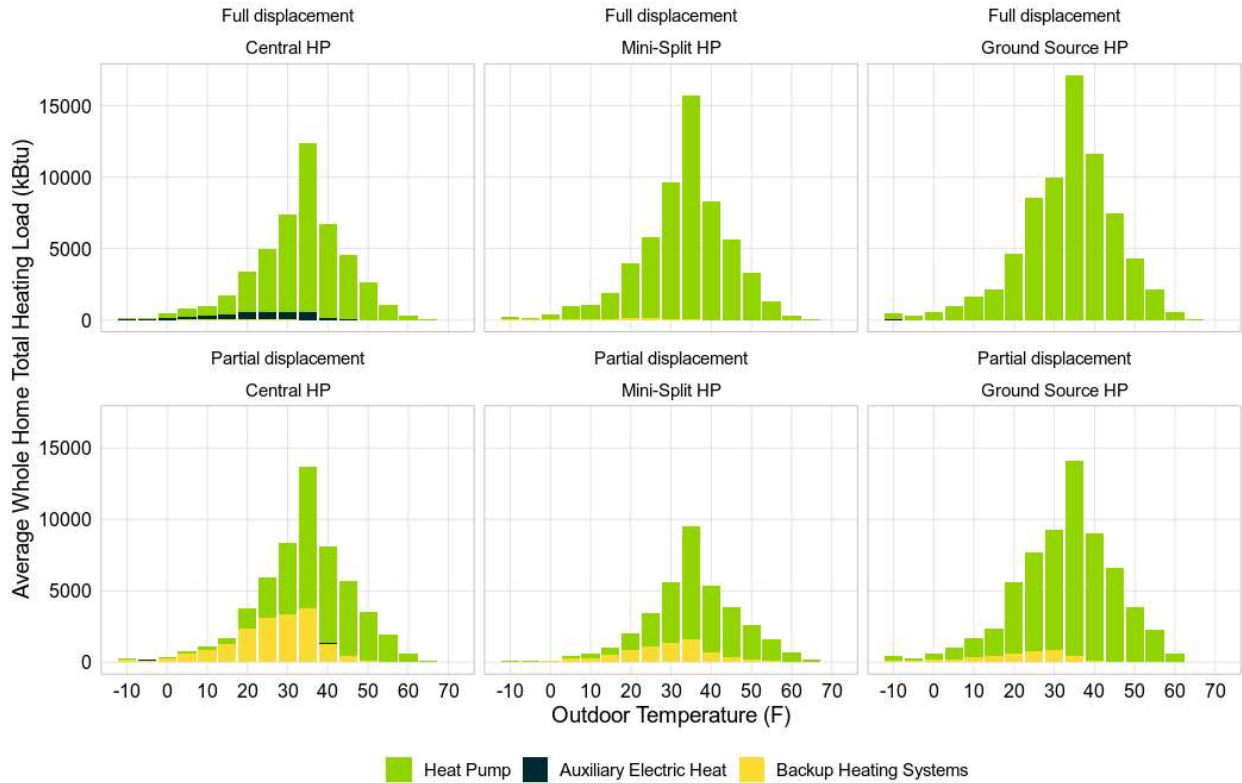 Full displacement Full displacement Full displacement
Central HP Mini-Split HP Ground Source HP
Average Whole Home Total Heating Load (kBtu)
15000
10000
5000
0
Partial displacement Partial displacement Partial displacement
Central HP Mini-Split HP Ground Source HP
15000
10000
5000
0
-10 0 10 20 30 40 50 60 70 -10 0 10 20 30 40 50 60 70 -10 0 10 20 30 40 50 60 70
Outdoor Temperature (F)
Heat Pump Auxiliary Electric Heat Backup Heating Systems